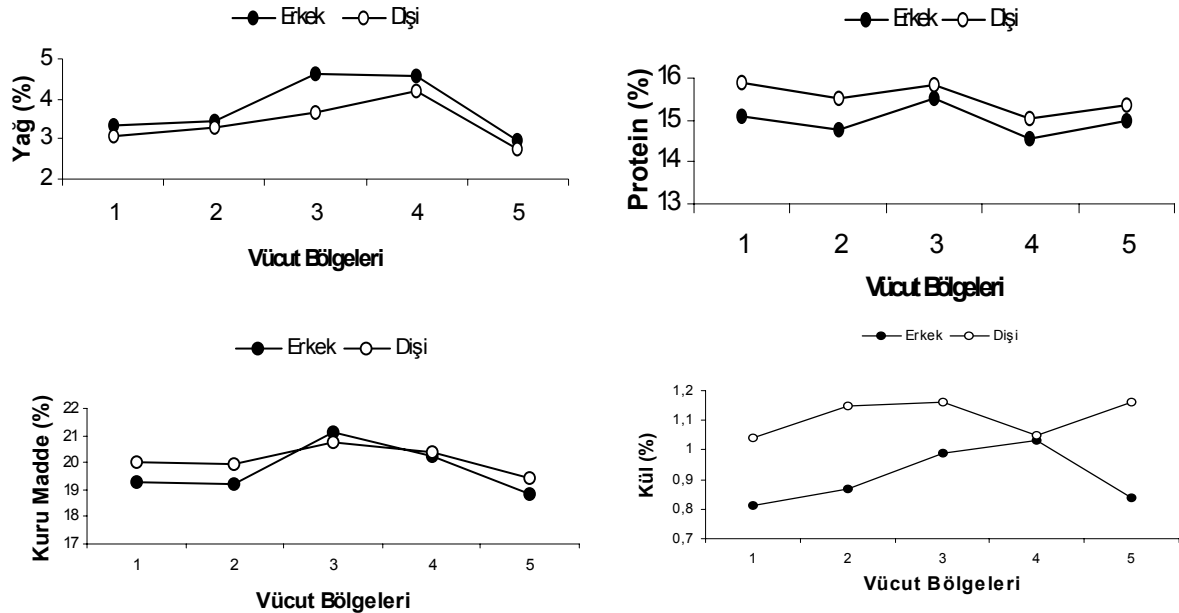 Erkek Dişi
Yağ (%)
5
4
3
2
1 2 3 4 5
Vücut Bölgeleri
Erkek Dişi
Protein (%)
16
15
14
13
1 2 3 4 5
Vücut Bölgeleri
Erkek Dişi
Kuru Madde (%)
22
21
20
19
18
17
1 2 3 4 5
Vücut Bölgeleri
Erkek Dişi
Kül (%)
1,2
1,1
1
0,9
0,8
0,7
1 2 3 4 5
Vücut Bölgeleri